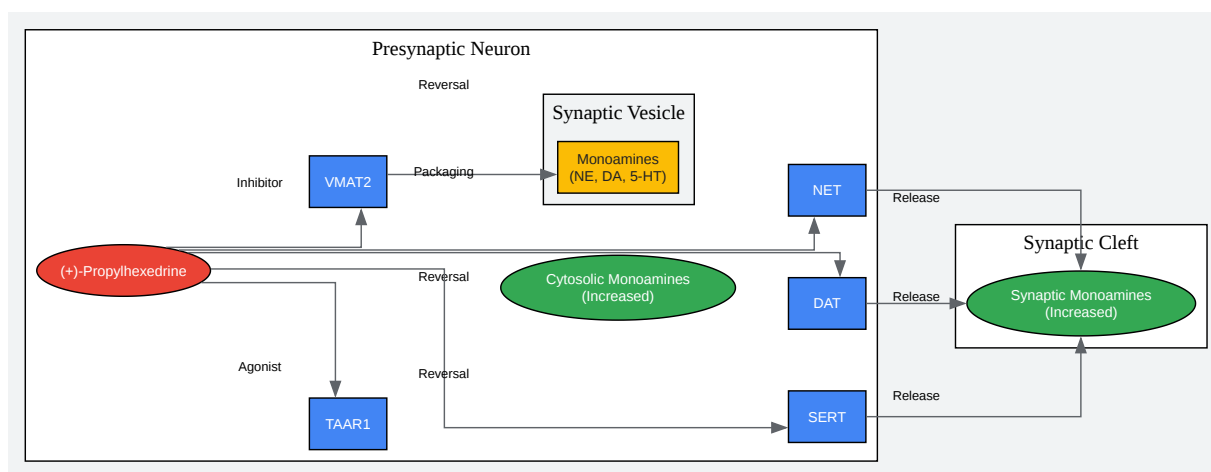 Presynaptic Neuron
Reversal
Synaptic Vesicle
Monoamines
(NE, DA, 5-HT)
Packaging
VMAT2
Inhibitor
NET
Release
Synaptic Cleft
(+)-Propylhexedrine
Reversal
Cytosolic Monoamines
(Increased)
DAT
Release
Synaptic Monoamines
(Increased)
Agonist
Reversal
TAAR1
SERT
Release